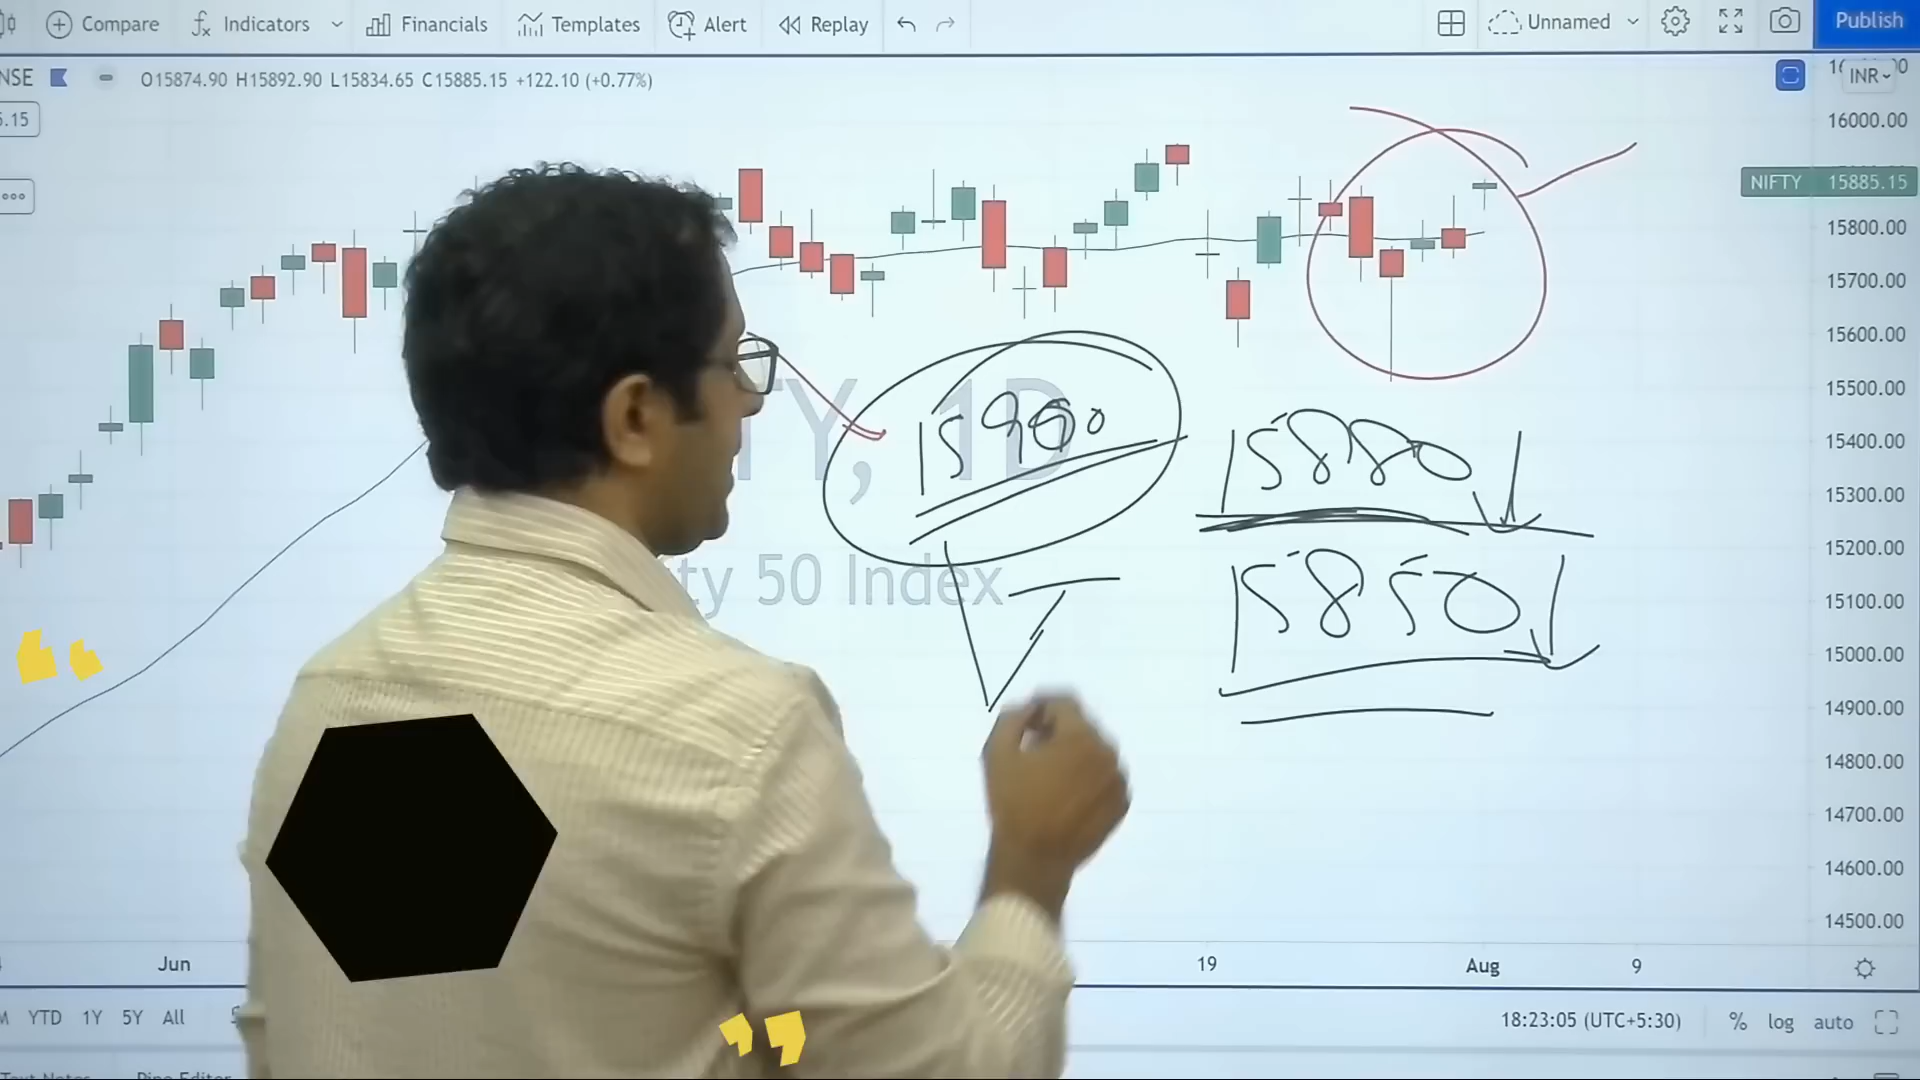 Compare Indicators Financials Templates Alert Replay Unnamed Publish
NSE O15874.90 H15892.90 L15834.65 C15885.15 +122.10 (+0.77%)
INR
16000.00
NIFTY 15885.15
15800.00
15700.00
15600.00
15500.00
15400.00
15300.00
15200.00
15100.00
15000.00
14900.00
14800.00
14700.00
14600.00
14500.00
TY, 1D
ty 50 Index
15880
15850
Jun 19 Aug 9
YTD 1Y 5Y All 18:23:05 (UTC+5:30) % log auto